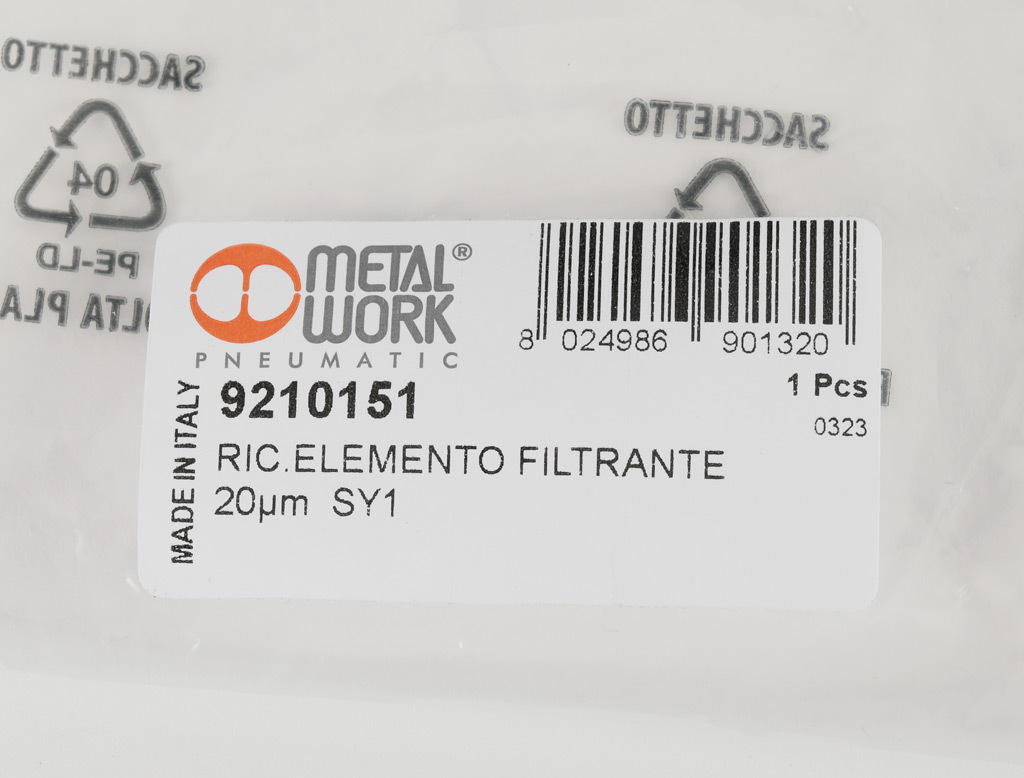 SACCHETTO
04
PE-LD
SACCHETTO
METAL®
WORK
PNEUMATIC
8 024986 901320
9210151
1 Pcs
0323
MADE IN ITALY
RIC.ELEMENTO FILTRANTE
20µm SY1